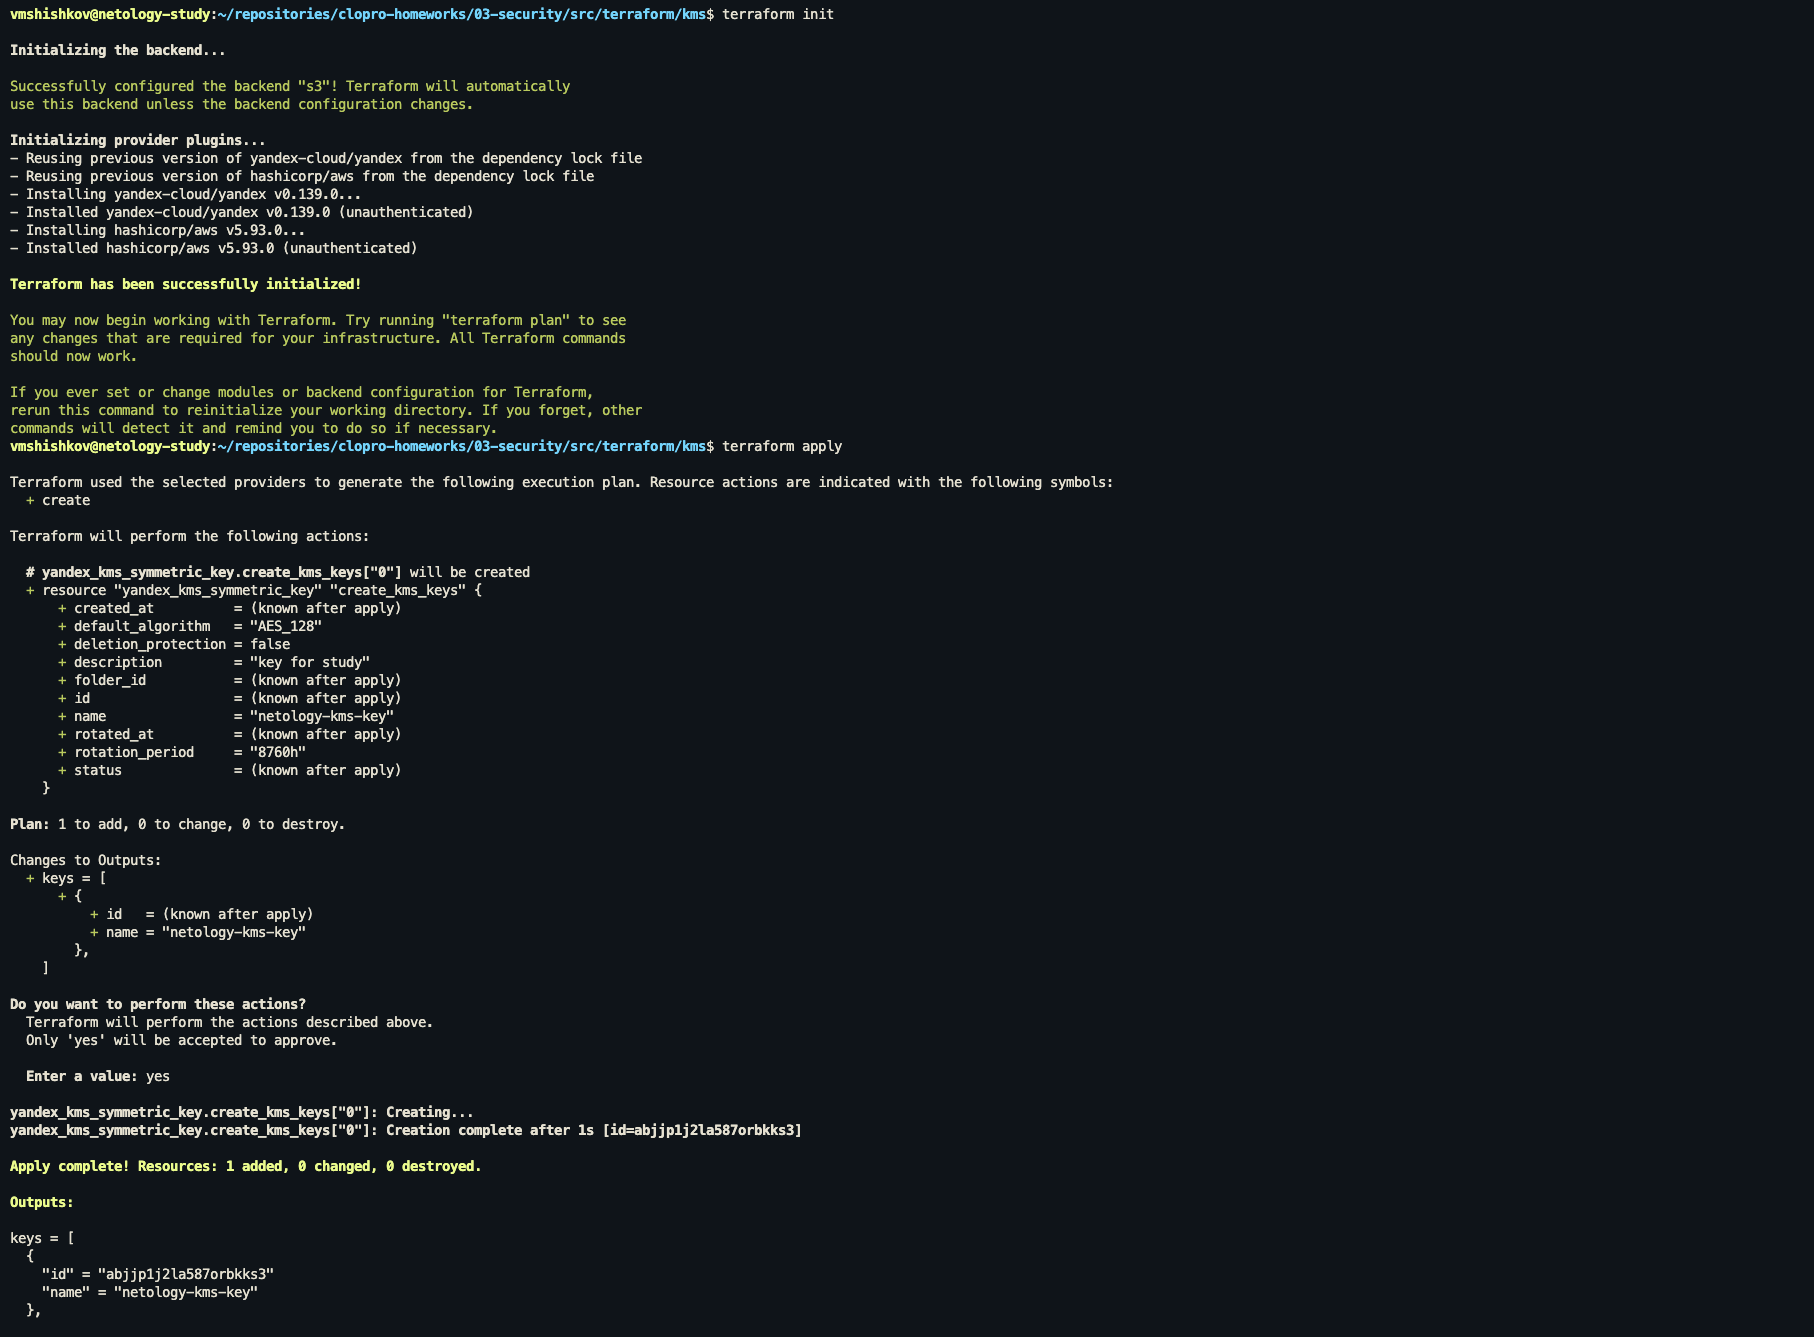 vmshishkov@netology-study:~/repositories/clopro-homeworks/03-security/src/terraform/kms$ terraform init
Initializing the backend...
Successfully configured the backend "s3"! Terraform will automatically
use this backend unless the backend configuration changes.
Initializing provider plugins...
- Reusing previous version of yandex-cloud/yandex from the dependency lock file
- Reusing previous version of hashicorp/aws from the dependency lock file
- Installing yandex-cloud/yandex v0.139.0...
- Installed yandex-cloud/yandex v0.139.0 (unauthenticated)
- Installing hashicorp/aws v5.93.0...
- Installed hashicorp/aws v5.93.0 (unauthenticated)
Terraform has been successfully initialized!
You may now begin working with Terraform. Try running "terraform plan" to see
any changes that are required for your infrastructure. All Terraform commands
should now work.
If you ever set or change modules or backend configuration for Terraform,
rerun this command to reinitialize your working directory. If you forget, other
commands will detect it and remind you to do so if necessary.
vmshishkov@netology-study:~/repositories/clopro-homeworks/03-security/src/terraform/kms$ terraform apply
Terraform used the selected providers to generate the following execution plan. Resource actions are indicated with the following symbols:
  + create
Terraform will perform the following actions:
  # yandex_kms_symmetric_key.create_kms_keys["0"] will be created
  + resource "yandex_kms_symmetric_key" "create_kms_keys" {
      + created_at          = (known after apply)
      + default_algorithm   = "AES_128"
      + deletion_protection = false
      + description         = "key for study"
      + folder_id           = (known after apply)
      + id                  = (known after apply)
      + name                = "netology-kms-key"
      + rotated_at          = (known after apply)
      + rotation_period     = "8760h"
      + status              = (known after apply)
    }
Plan: 1 to add, 0 to change, 0 to destroy.
Changes to Outputs:
  + keys = [
      + {
          + id   = (known after apply)
          + name = "netology-kms-key"
        },
    ]
Do you want to perform these actions?
  Terraform will perform the actions described above.
  Only 'yes' will be accepted to approve.
  Enter a value: yes
yandex_kms_symmetric_key.create_kms_keys["0"]: Creating...
yandex_kms_symmetric_key.create_kms_keys["0"]: Creation complete after 1s [id=abjjp1j2la587orbkks3]
Apply complete! Resources: 1 added, 0 changed, 0 destroyed.
Outputs:
keys = [
  {
    "id" = "abjjp1j2la587orbkks3"
    "name" = "netology-kms-key"
  },